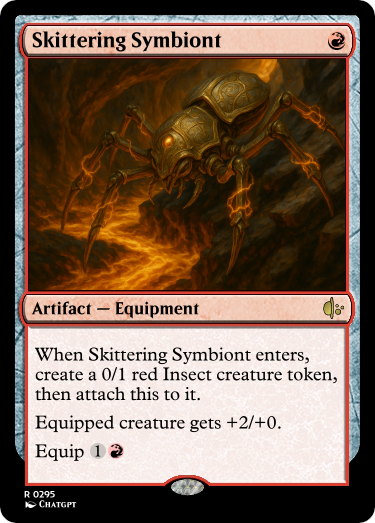 Skittering Symbiont
Artifact — Equipment
When Skittering Symbiont enters,
create a 0/1 red Insect creature token,
then attach this to it.
Equipped creature gets +2/+0.
Equip 1
R 0295
ChatGPT